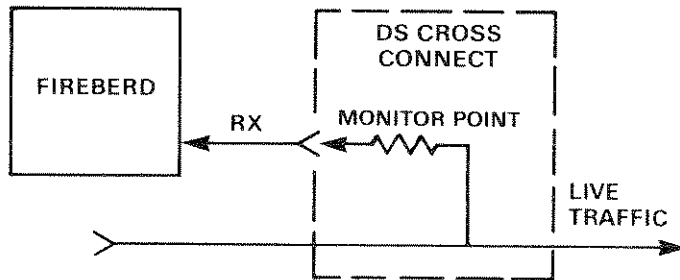 DS CROSS
CONNECT
FIREBERD
RX
MONITOR POINT
LIVE
TRAFFIC